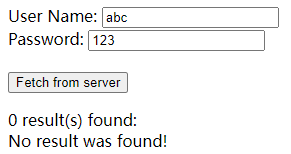 User Name: abc
Password: 123
Fetch from server
0 result(s) found:
No result was found!